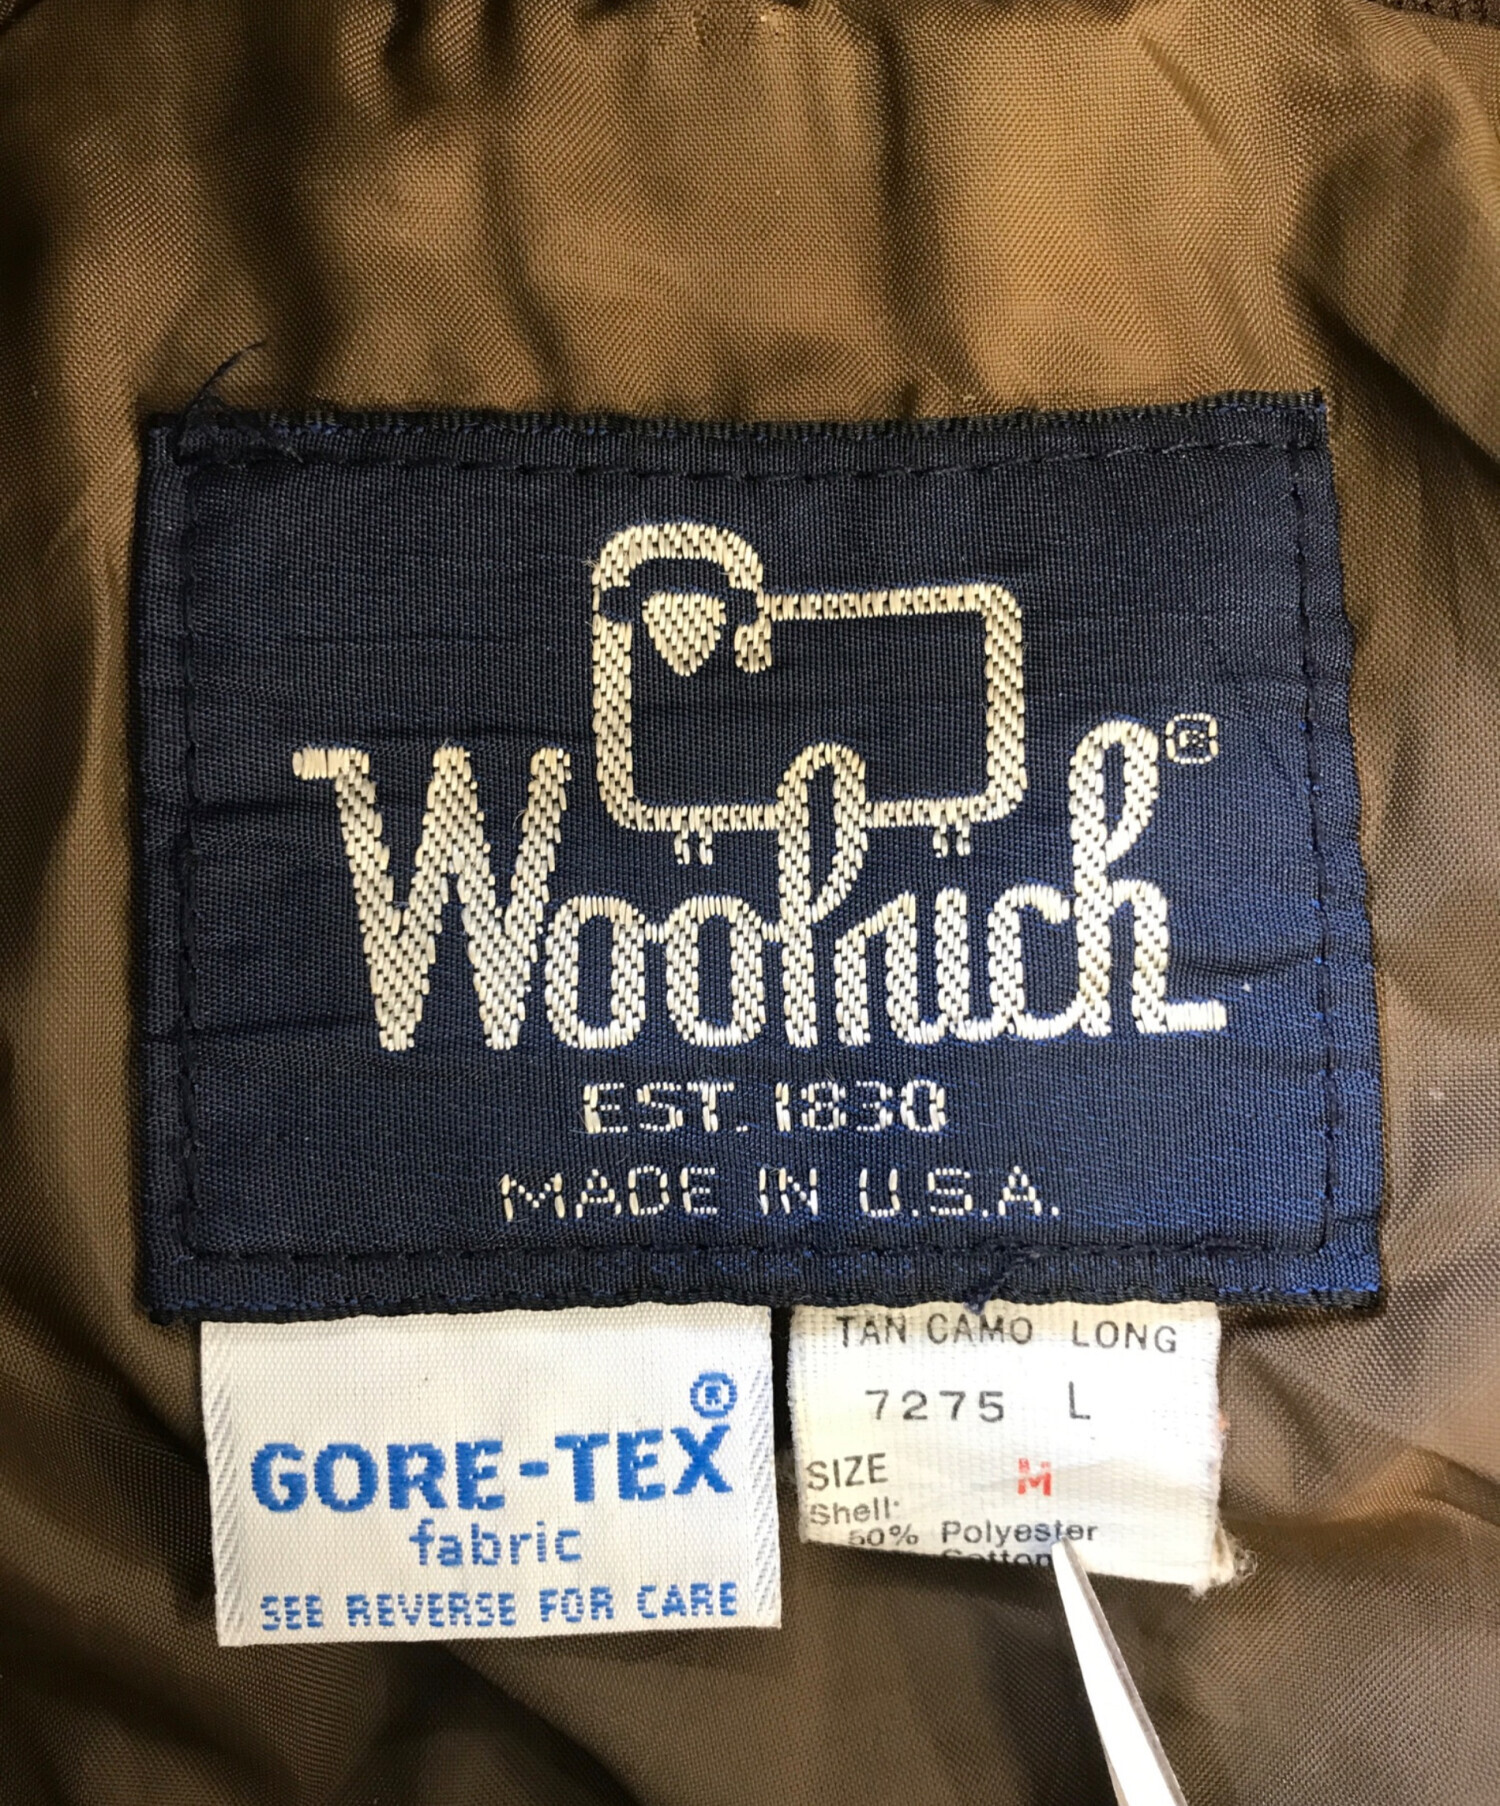 Woolrich®
EST. 1830
MADE IN U.S.A.
GORE-TEX®
fabric
SEE REVERSE FOR CARE
TAN CAMO LONG
7275 L
SIZE M
Shell:
50% Polyester
Cotton